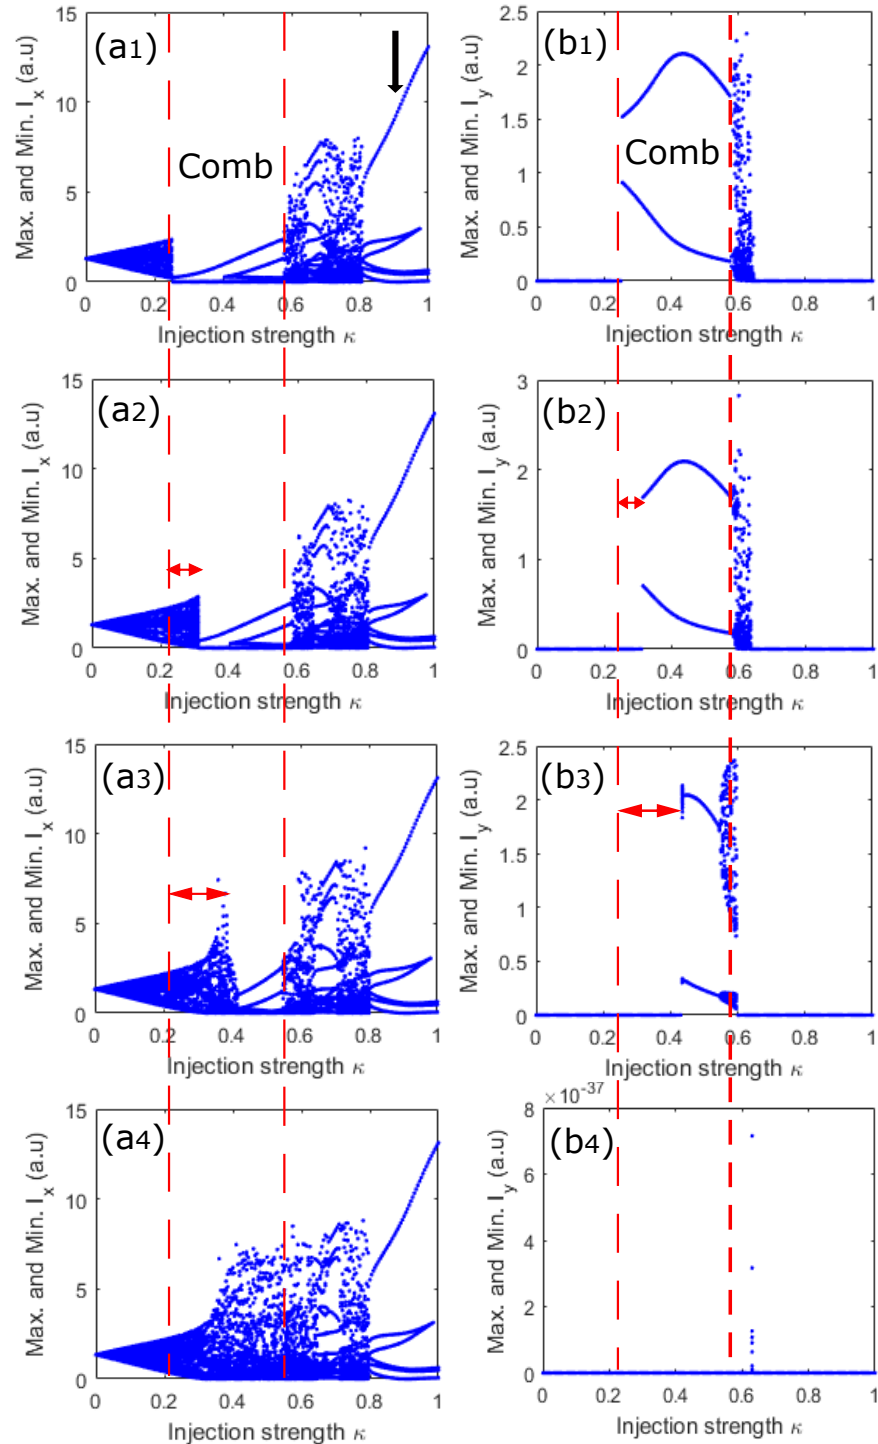 (a1)
Comb
15
10
5
0
Max. and Min. I_x (a.u)
0 0.2 0.4 0.6 0.8 1
Injection strength κ
(b1)
Comb
2.5
2
1.5
1
0.5
0
Max. and Min. I_y (a.u)
0 0.2 0.4 0.6 0.8 1
Injection strength κ
(a2)
15
10
5
0
Max. and Min. I_x (a.u)
0 0.2 0.4 0.6 0.8 1
Injection strength κ
(b2)
3
2
1
0
Max. and Min. I_y (a.u)
0 0.2 0.4 0.6 0.8 1
Injection strength κ
(a3)
15
10
5
0
Max. and Min. I_x (a.u)
0 0.2 0.4 0.6 0.8 1
Injection strength κ
(b3)
2.5
2
1.5
1
0.5
0
Max. and Min. I_y (a.u)
0 0.2 0.4 0.6 0.8 1
Injection strength κ
(a4)
15
10
5
0
Max. and Min. I_x (a.u)
0 0.2 0.4 0.6 0.8 1
Injection strength κ
×10^-37
(b4)
8
6
4
2
0
Max. and Min. I_y (a.u)
0 0.2 0.4 0.6 0.8 1
Injection strength κ